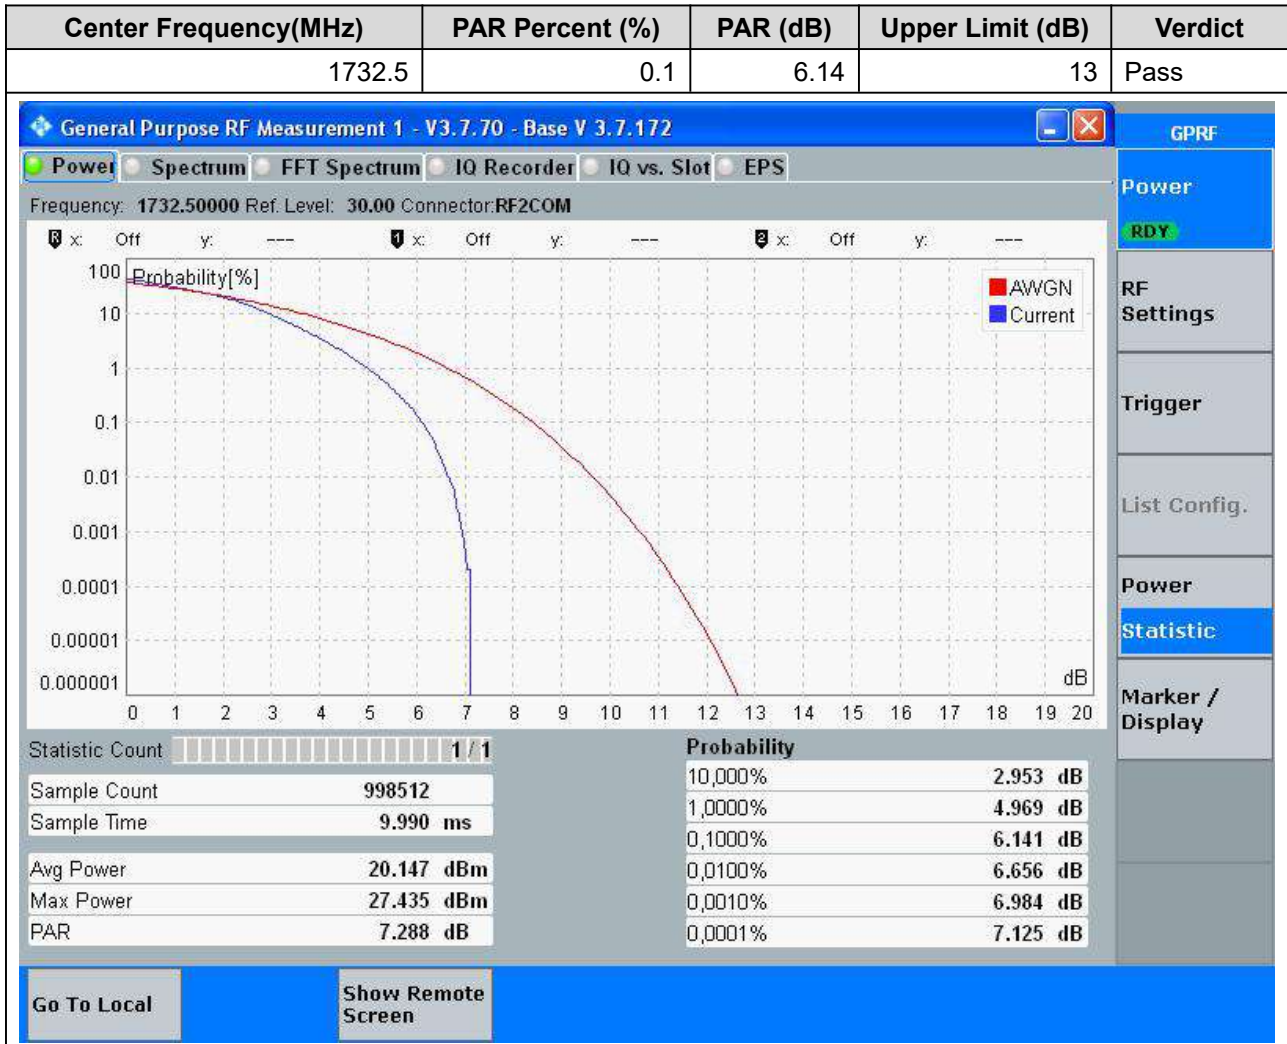 Center Frequency(MHz) PAR Percent (%) PAR (dB) Upper Limit (dB) Verdict
1732.5 0.1 6.14 13 Pass
General Purpose RF Measurement 1 - V3.7.70 - Base V 3.7.172
GPRF
Power Spectrum FFT Spectrum IQ Recorder IQ vs. Slot EPS
Power
RDY
Frequency: 1732.50000 Ref. Level: 30.00 Connector:RF2COM
R x: Off y: --- 1 x: Off y: --- 2 x: Off y: ---
Probability[%]
AWGN
Current
100
10
1
0.1
0.01
0.001
0.0001
0.00001
0.000001
dB
0 1 2 3 4 5 6 7 8 9 10 11 12 13 14 15 16 17 18 19 20
RF
Settings
Trigger
List Config.
Power
Statistic
Marker /
Display
Statistic Count 1 / 1
Sample Count 998512
Sample Time 9.990 ms
Avg Power 20.147 dBm
Max Power 27.435 dBm
PAR 7.288 dB
Probability
10,000% 2.953 dB
1,0000% 4.969 dB
0,1000% 6.141 dB
0,0100% 6.656 dB
0,0010% 6.984 dB
0,0001% 7.125 dB
Go To Local
Show Remote
Screen